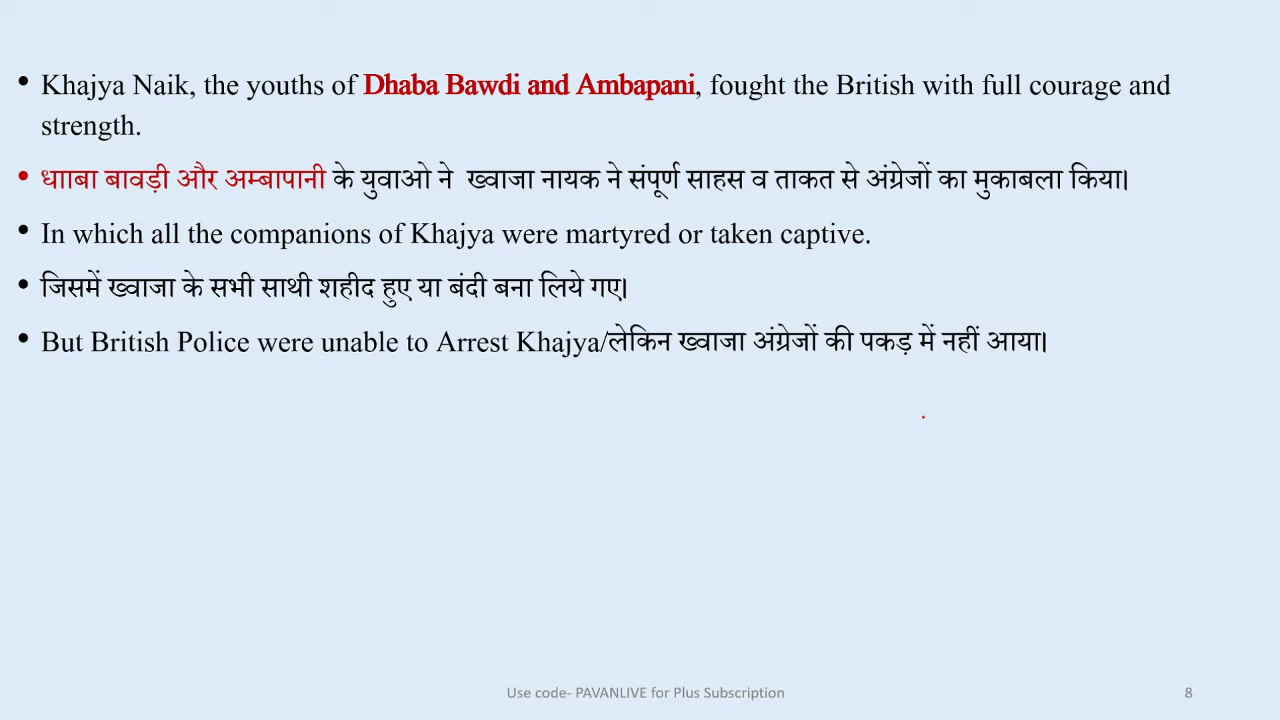 • Khajya Naik, the youths of Dhaba Bawdi and Ambapani, fought the British with full courage and
strength.
• धााबा बावड़ी और अम्बापानी के युवाओ ने ख्वाजा नायक ने संपूर्ण साहस व ताकत से अंग्रेजों का मुकाबला किया।
• In which all the companions of Khajya were martyred or taken captive.
• जिसमें ख्वाजा के सभी साथी शहीद हुए या बंदी बना लिये गए।
• But British Police were unable to Arrest Khajya/लेकिन ख्वाजा अंग्रेजों की पकड़ में नहीं आया।
Use code- PAVANLIVE for Plus Subscription
8